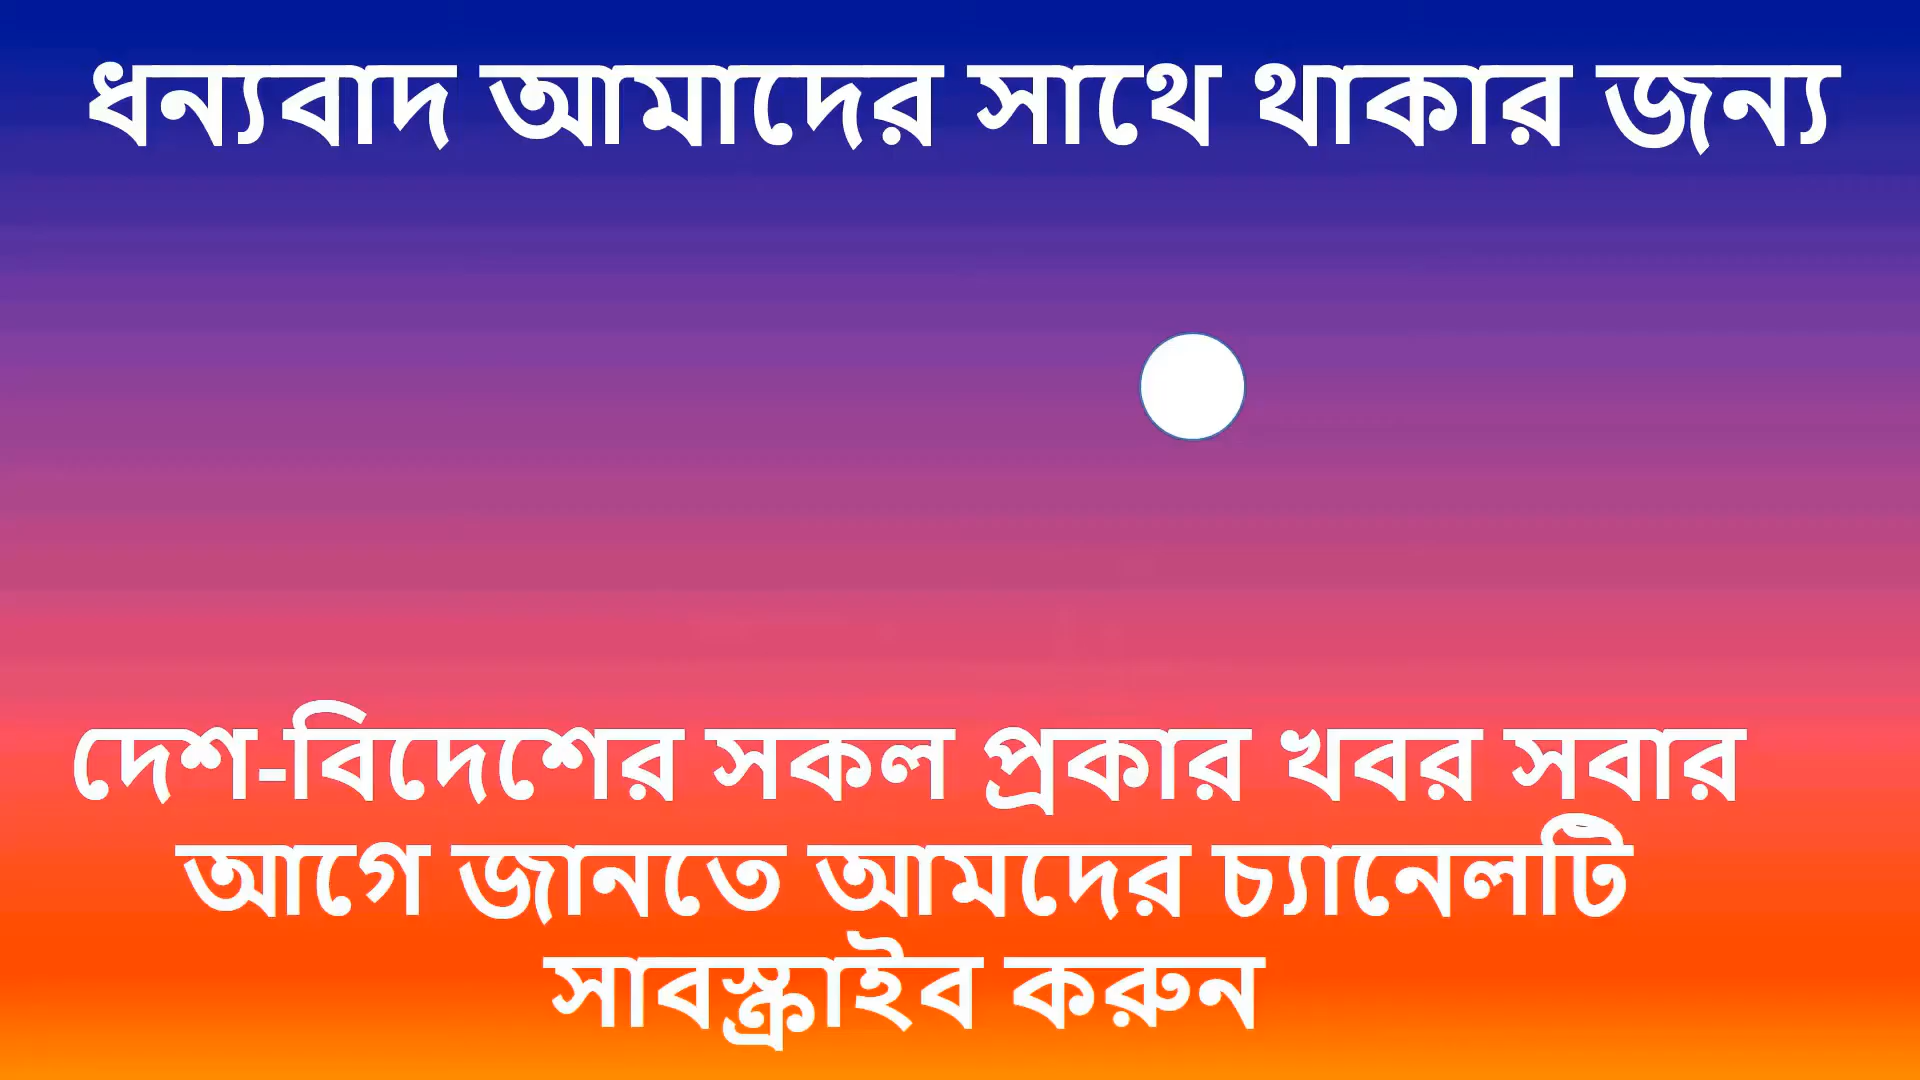 ধন্যবাদ আমাদের সাথে থাকার জন্য
দেশ-বিদেশের সকল প্রকার খবর সবার
আগে জানতে আমদের চ্যানেলটি
সাবস্ক্রাইব করুন